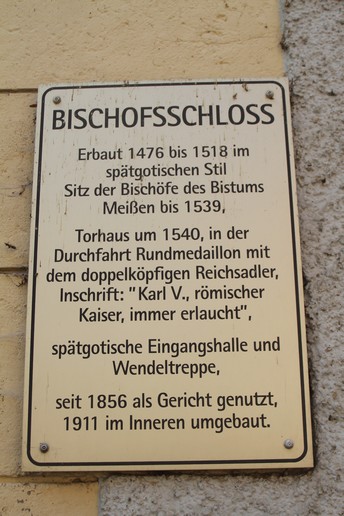 BISCHOFSSCHLOSS
Erbaut 1476 bis 1518 im
spätgotischen Stil
Sitz der Bischöfe des Bistums
Meißen bis 1539,
Torhaus um 1540, in der
Durchfahrt Rundmedaillon mit
dem doppelköpfigen Reichsadler,
Inschrift: "Karl V., römischer
Kaiser, immer erlaucht",
spätgotische Eingangshalle und
Wendeltreppe,
seit 1856 als Gericht genutzt,
1911 im Inneren umgebaut.